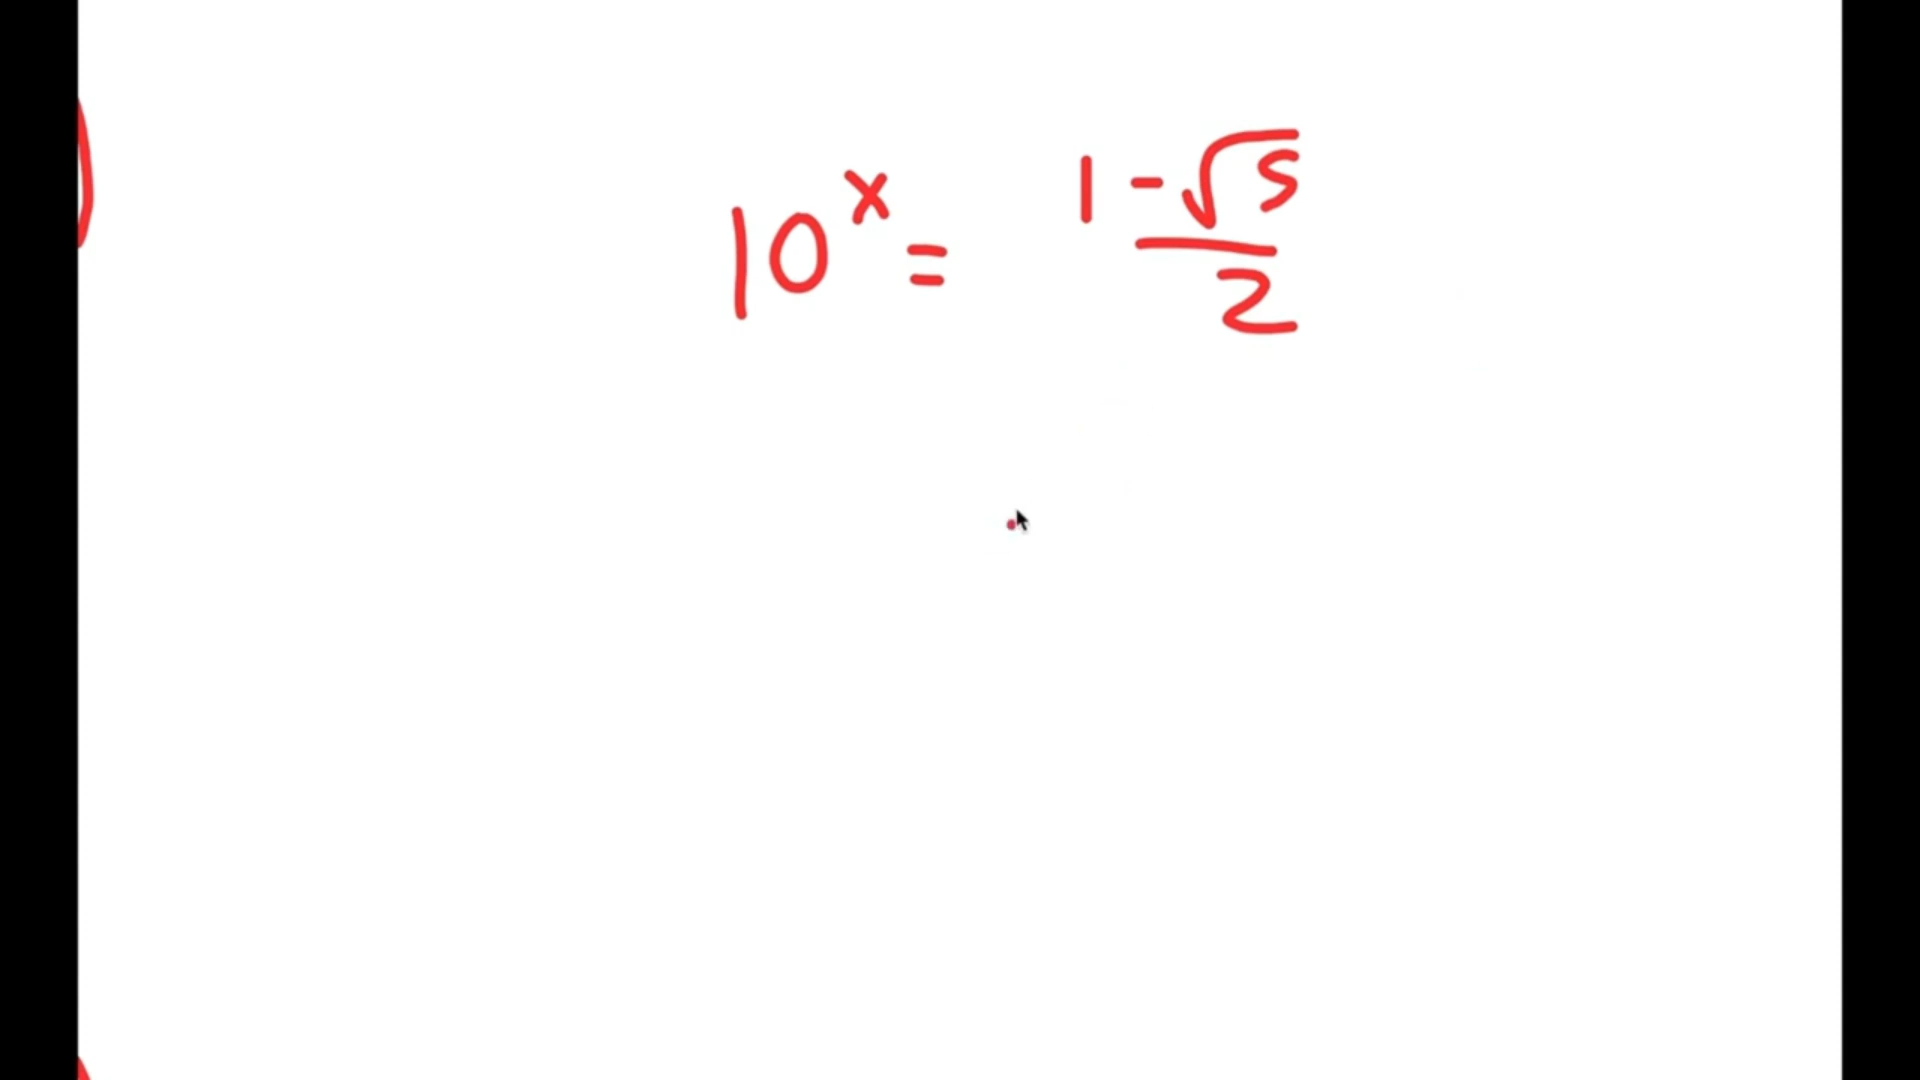 10^x = (1 - √5)/2